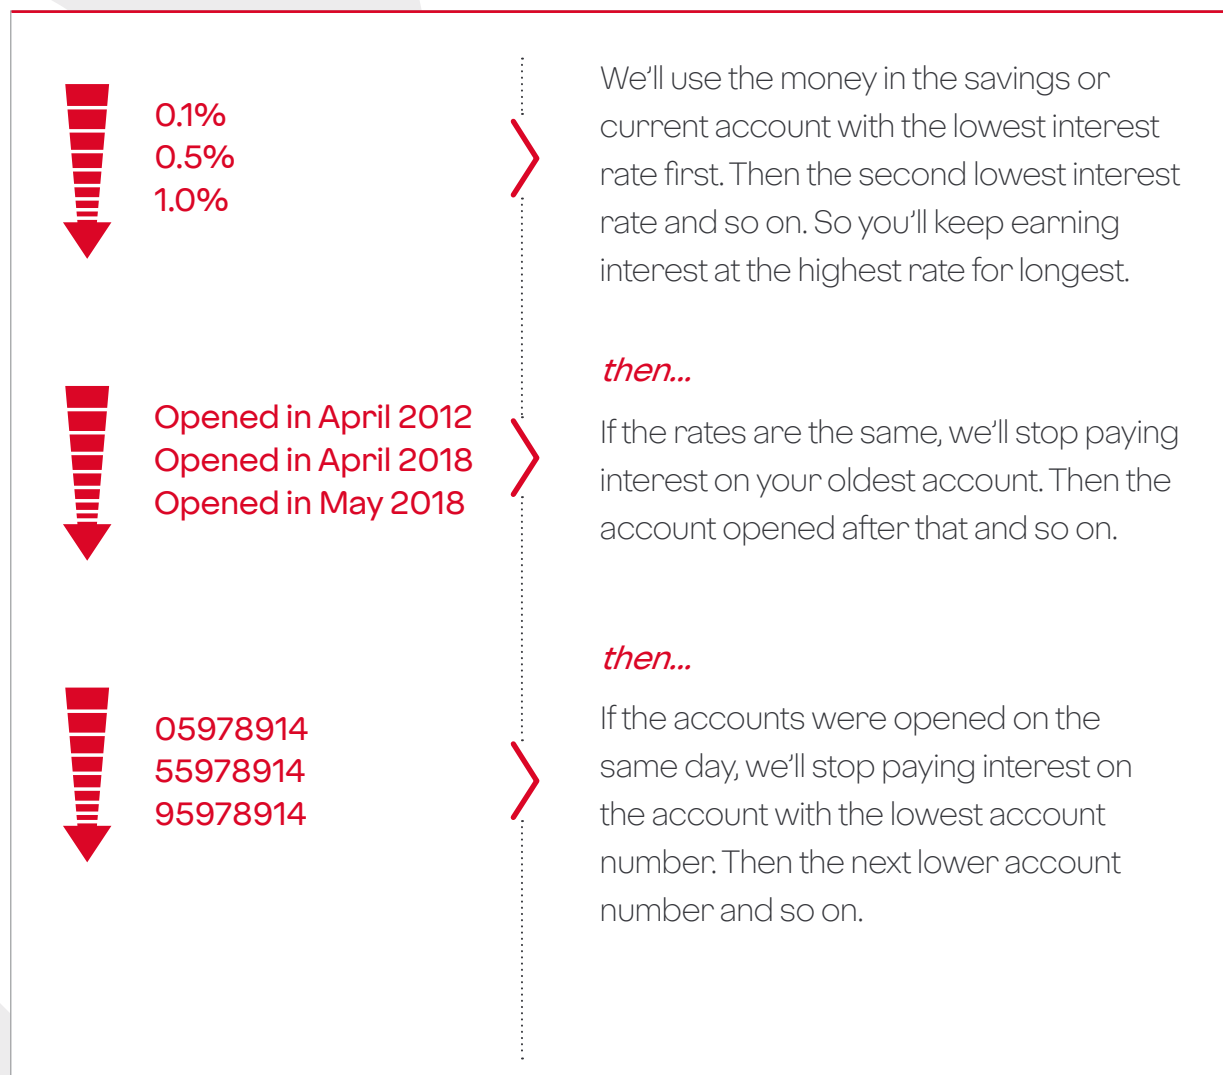 0.1%
0.5%
1.0%
We'll use the money in the savings or
current account with the lowest interest
rate first. Then the second lowest interest
rate and so on. So you'll keep earning
interest at the highest rate for longest.
then...
Opened in April 2012
Opened in April 2018
Opened in May 2018
If the rates are the same, we'll stop paying
interest on your oldest account. Then the
account opened after that and so on.
then...
05978914
55978914
95978914
If the accounts were opened on the
same day, we'll stop paying interest on
the account with the lowest account
number. Then the next lower account
number and so on.